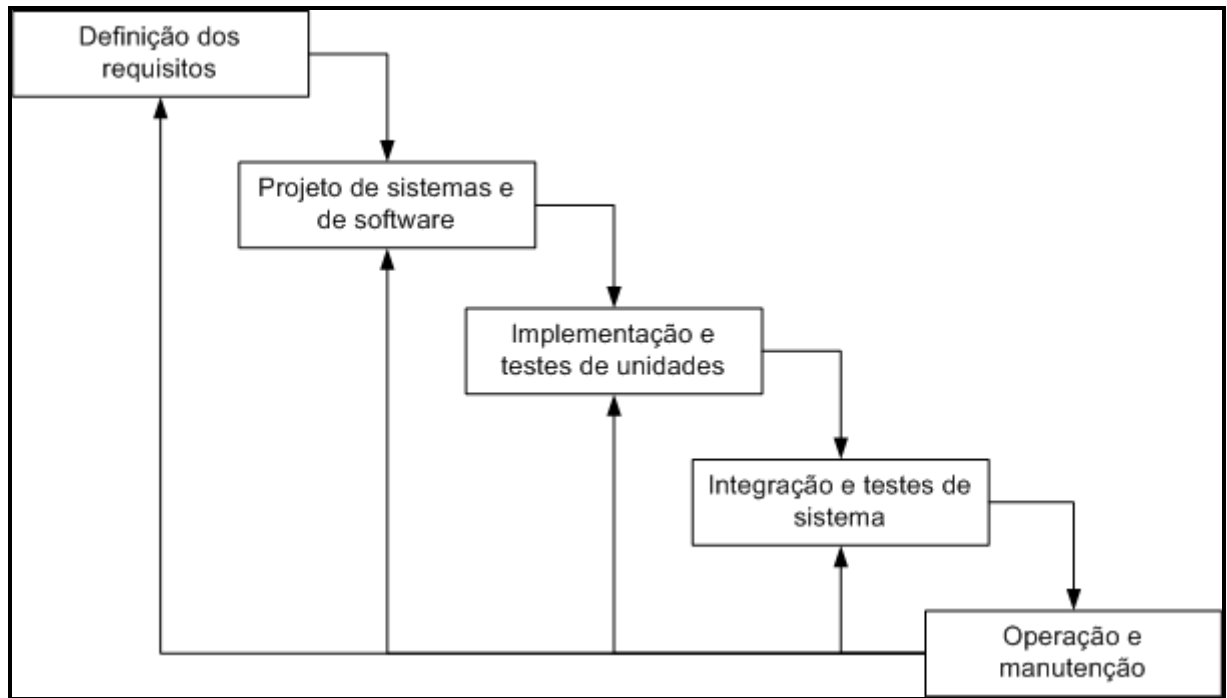 Definição dos
requisitos
Projeto de sistemas e
de software
Implementação e
testes de unidades
Integração e testes de
sistema
Operação e
manutenção